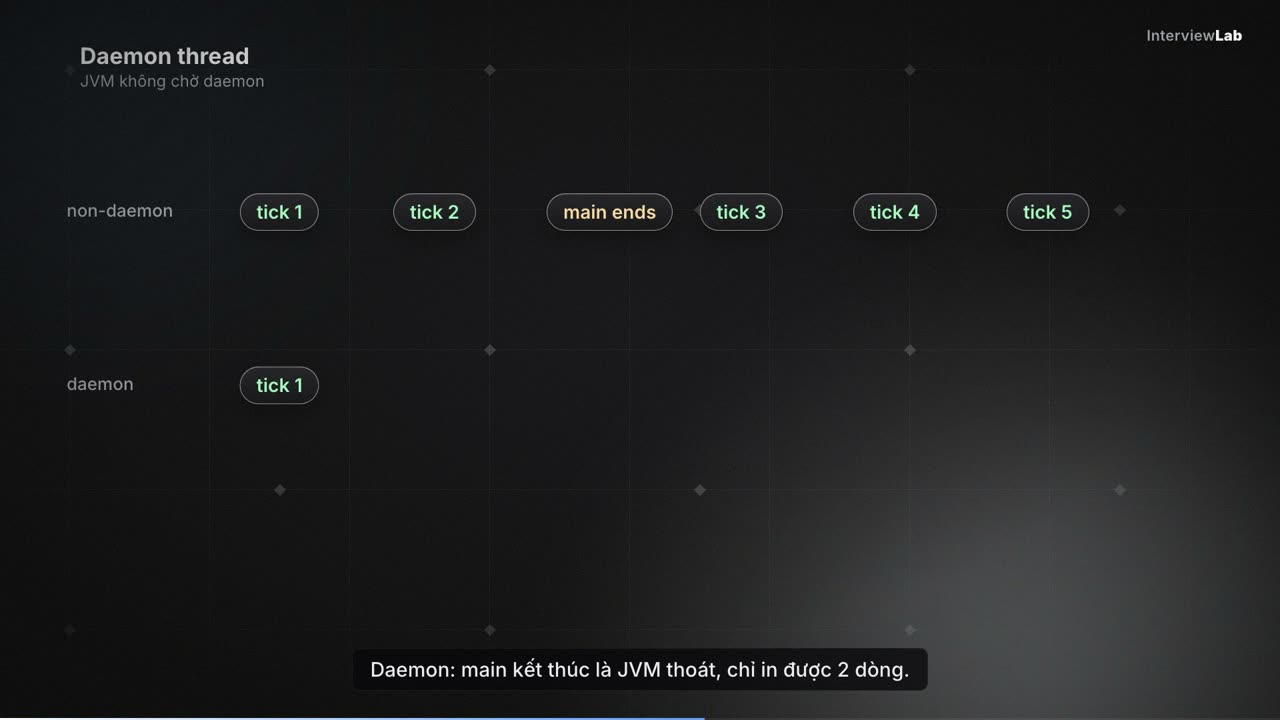 Daemon thread
InterviewLab
JVM không chờ daemon
non-daemon tick 1 tick 2 main ends tick 3 tick 4 tick 5
daemon tick 1
Daemon: main kết thúc là JVM thoát, chỉ in được 2 dòng.